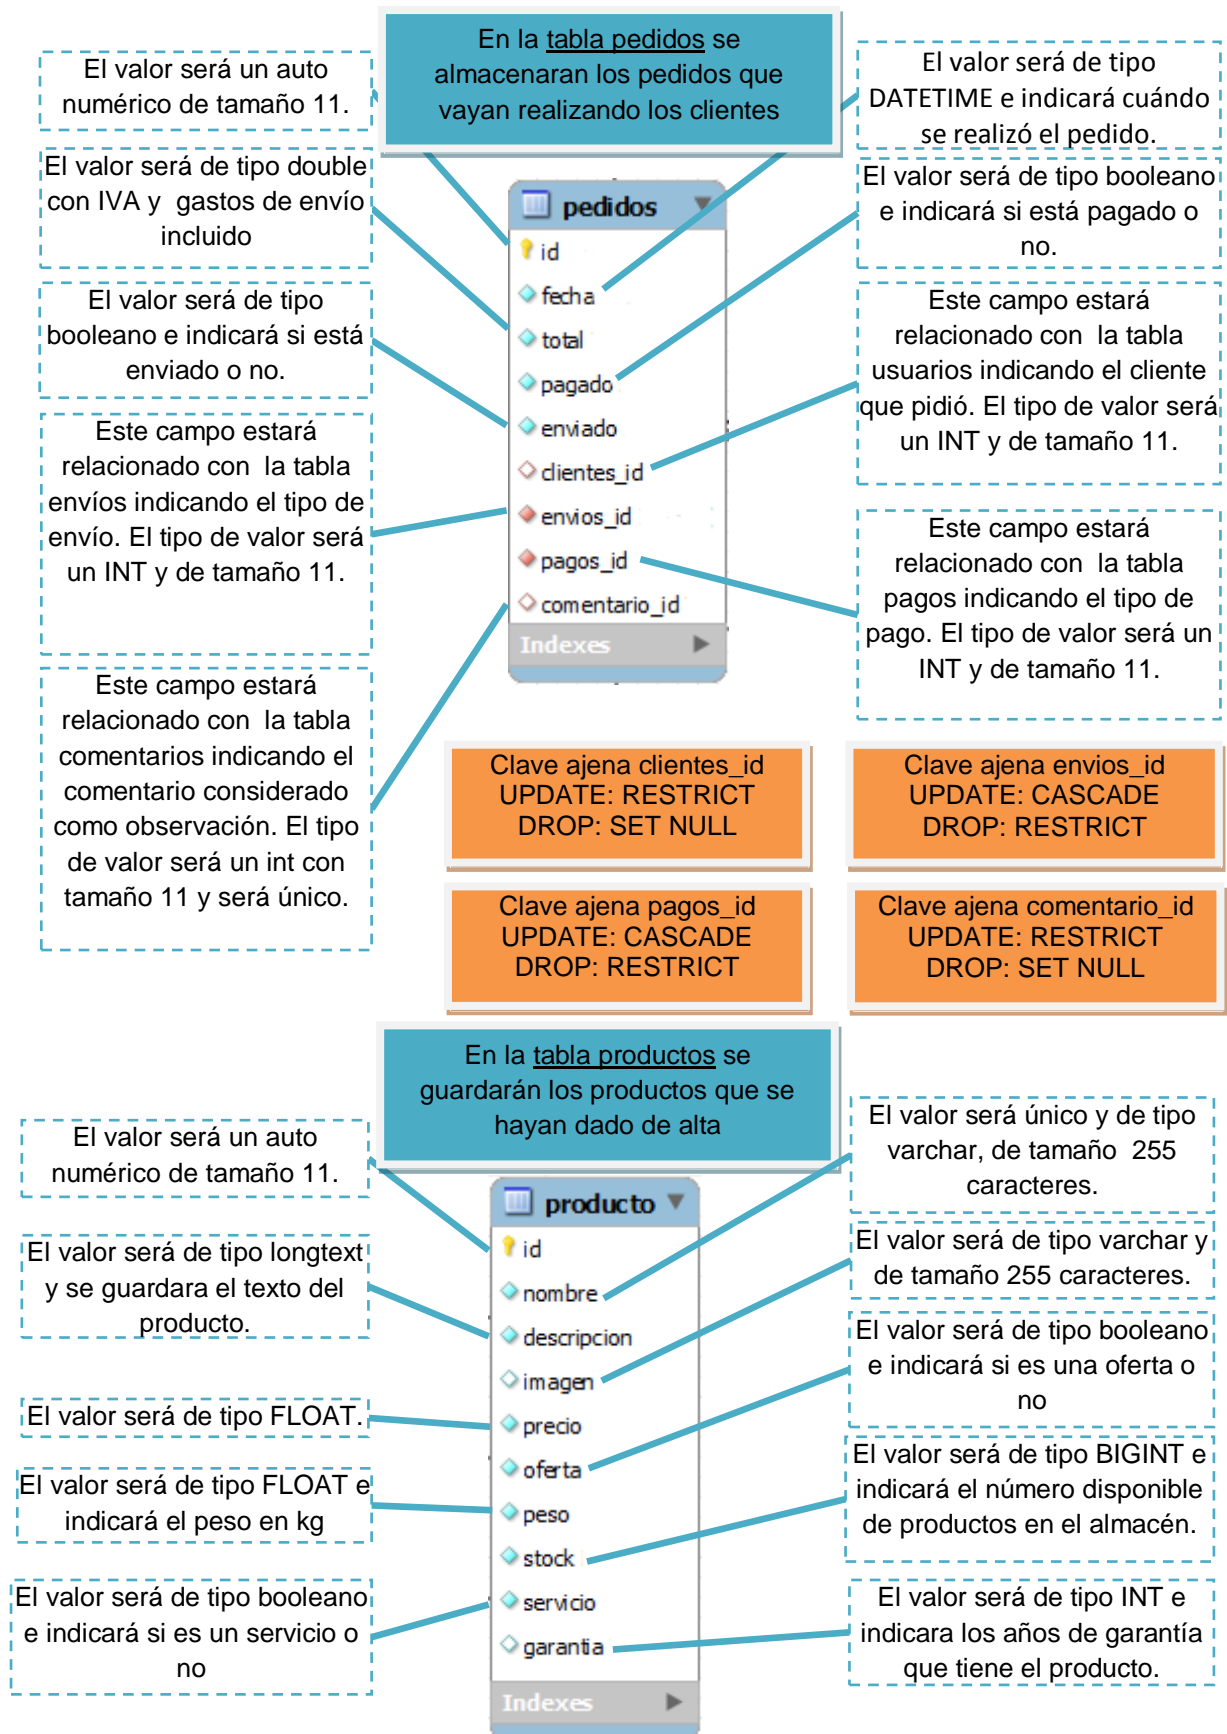 En la tabla pedidos se
almacenaran los pedidos que
vayan realizando los clientes
El valor será un auto
numérico de tamaño 11.
El valor será de tipo double
con IVA y gastos de envío
incluido
El valor será de tipo
booleano e indicará si está
enviado o no.
Este campo estará
relacionado con la tabla
envíos indicando el tipo de
envío. El tipo de valor será
un INT y de tamaño 11.
Este campo estará
relacionado con la tabla
comentarios indicando el
comentario considerado
como observación. El tipo
de valor será un int con
tamaño 11 y será único.
pedidos
id
fecha
total
pagado
enviado
clientes_id
envios_id
pagos_id
comentario_id
Indexes
El valor será de tipo
DATETIME e indicará cuándo
se realizó el pedido.
El valor será de tipo booleano
e indicará si está pagado o
no.
Este campo estará
relacionado con la tabla
usuarios indicando el cliente
que pidió. El tipo de valor será
un INT y de tamaño 11.
Este campo estará
relacionado con la tabla
pagos indicando el tipo de
pago. El tipo de valor será un
INT y de tamaño 11.
Clave ajena clientes_id
UPDATE: RESTRICT
DROP: SET NULL
Clave ajena envios_id
UPDATE: CASCADE
DROP: RESTRICT
Clave ajena pagos_id
UPDATE: CASCADE
DROP: RESTRICT
Clave ajena comentario_id
UPDATE: RESTRICT
DROP: SET NULL
En la tabla productos se
guardarán los productos que se
hayan dado de alta
El valor será un auto
numérico de tamaño 11.
El valor será de tipo longtext
y se guardara el texto del
producto.
El valor será de tipo FLOAT.
El valor será de tipo FLOAT e
indicará el peso en kg
El valor será de tipo booleano
e indicará si es un servicio o
no
producto
id
nombre
descripcion
imagen
precio
oferta
peso
stock
servicio
garantia
Indexes
El valor será único y de tipo
varchar, de tamaño 255
caracteres.
El valor será de tipo varchar y
de tamaño 255 caracteres.
El valor será de tipo booleano
e indicará si es una oferta o
no
El valor será de tipo BIGINT e
indicará el número disponible
de productos en el almacén.
El valor será de tipo INT e
indicara los años de garantía
que tiene el producto.